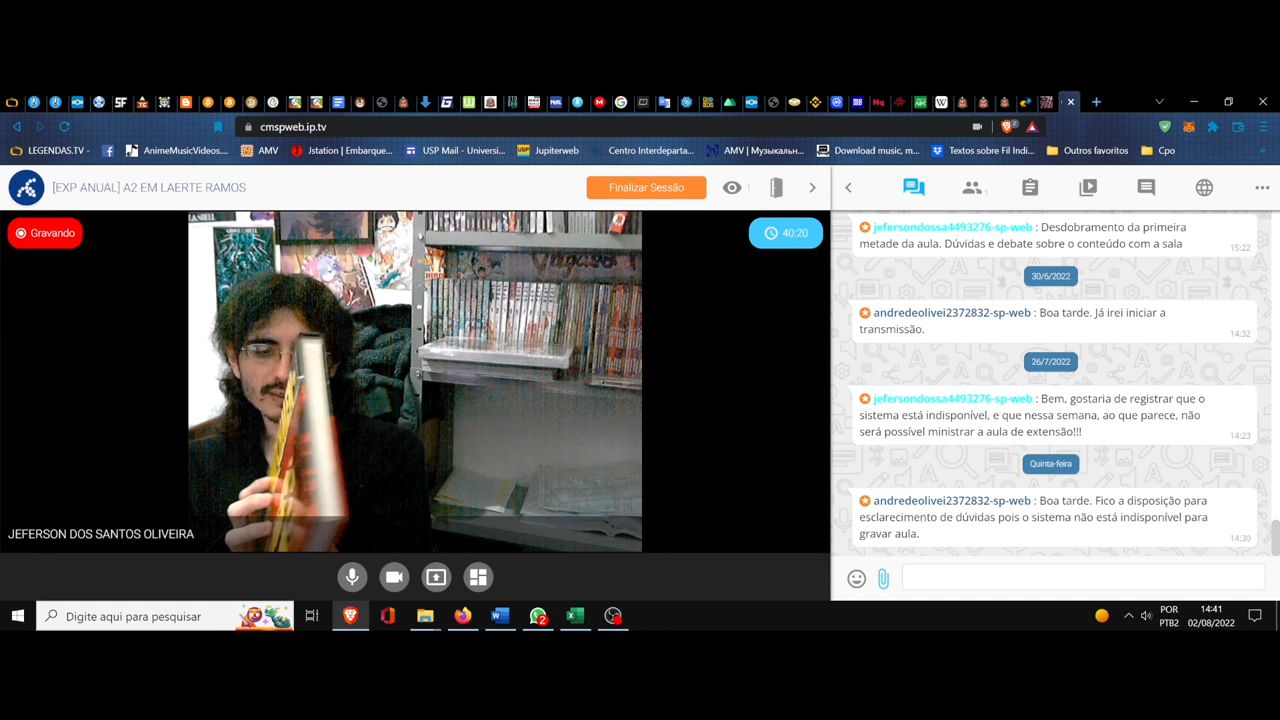 cmspweb.ip.tv
LEGENDAS.TV -
AnimeMusicVideos...
AMV
Jstation | Embarque...
USP Mail - Universi...
Jupiterweb
Centro Interdeparta...
AMV | Музыкальн...
Download music, m...
Textos sobre Fil Indi...
Outros favoritos
Cpo
[EXP ANUAL] A2 EM LAERTE RAMOS
Finalizar Sessão
1
1
Gravando
40:20
JEFERSON DOS SANTOS OLIVEIRA
jefersondossa4493276-sp-web : Desdobramento da primeira
metade da aula. Dúvidas e debate sobre o conteúdo com a sala
15:22
30/6/2022
andredeolivei2372832-sp-web : Boa tarde. Já irei iniciar a
transmissão.
14:32
26/7/2022
jefersondossa4493276-sp-web : Bem, gostaria de registrar que o
sistema está indisponível, e que nessa semana, ao que parece, não
será possível ministrar a aula de extensão!!!
14:23
Quinta-feira
andredeolivei2372832-sp-web : Boa tarde. Fico a disposição para
esclarecimento de dúvidas pois o sistema não está indisponível para
gravar aula.
14:30
Digite aqui para pesquisar
2
POR
PTB2
14:41
02/08/2022